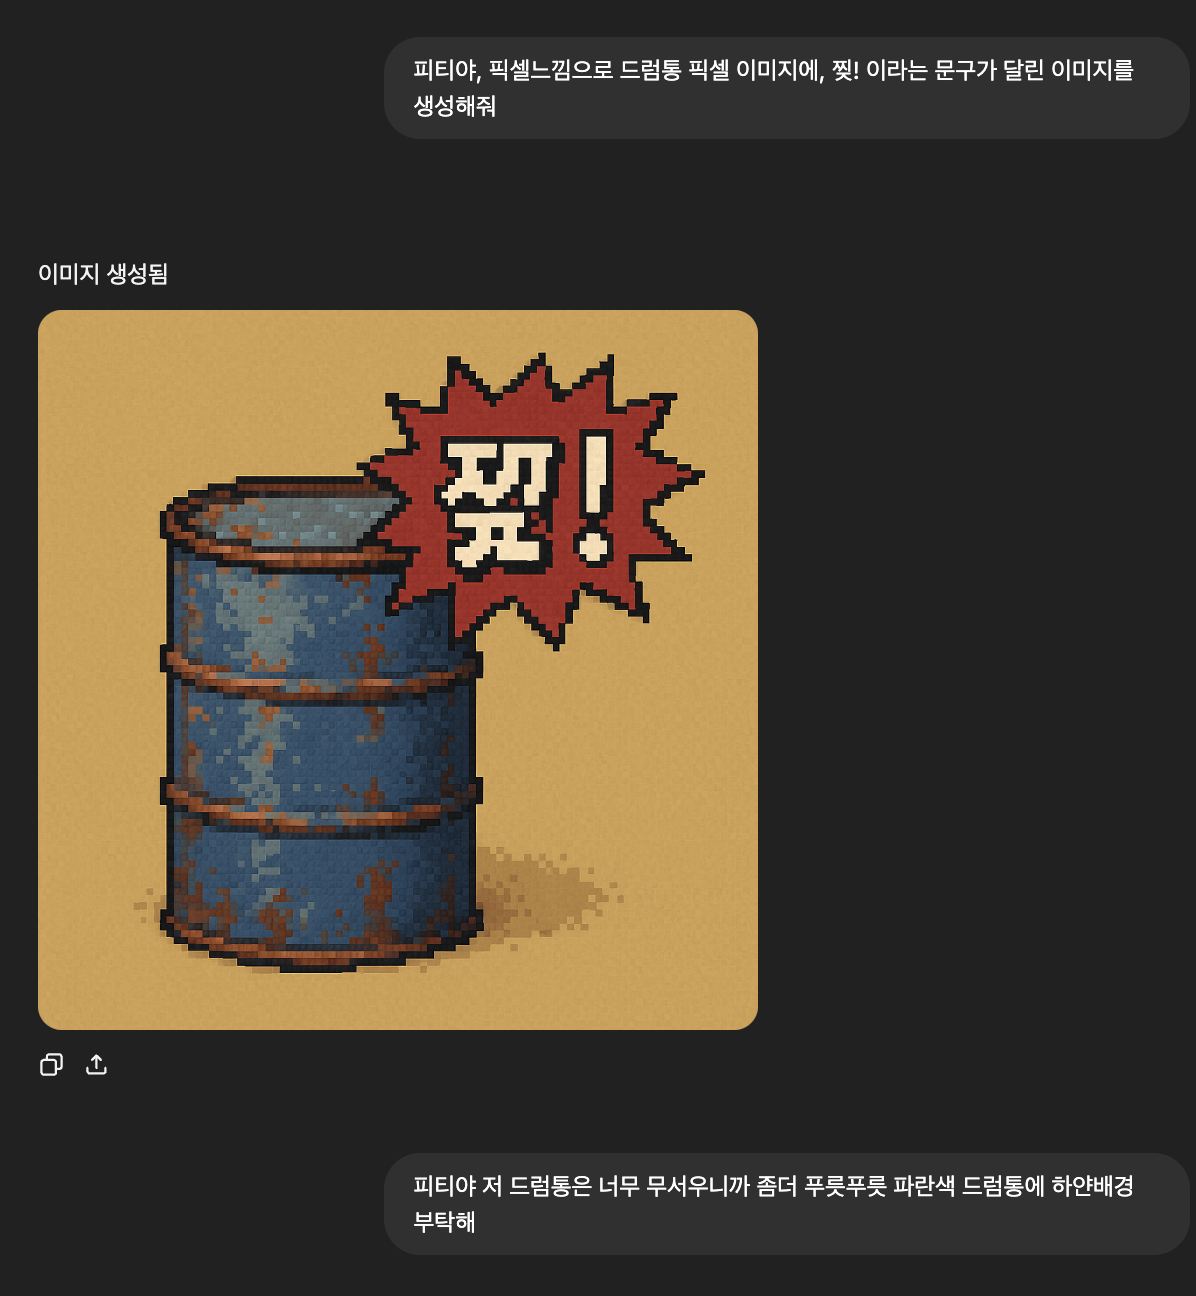 피티야, 픽셀느낌으로 드럼통 픽셀 이미지에, 찢! 이라는 문구가 달린 이미지를
생성해줘
이미지 생성됨
피티야 저 드럼통은 너무 무서우니까 좀더 푸릇푸릇 파란색 드럼통에 하얀배경
부탁해